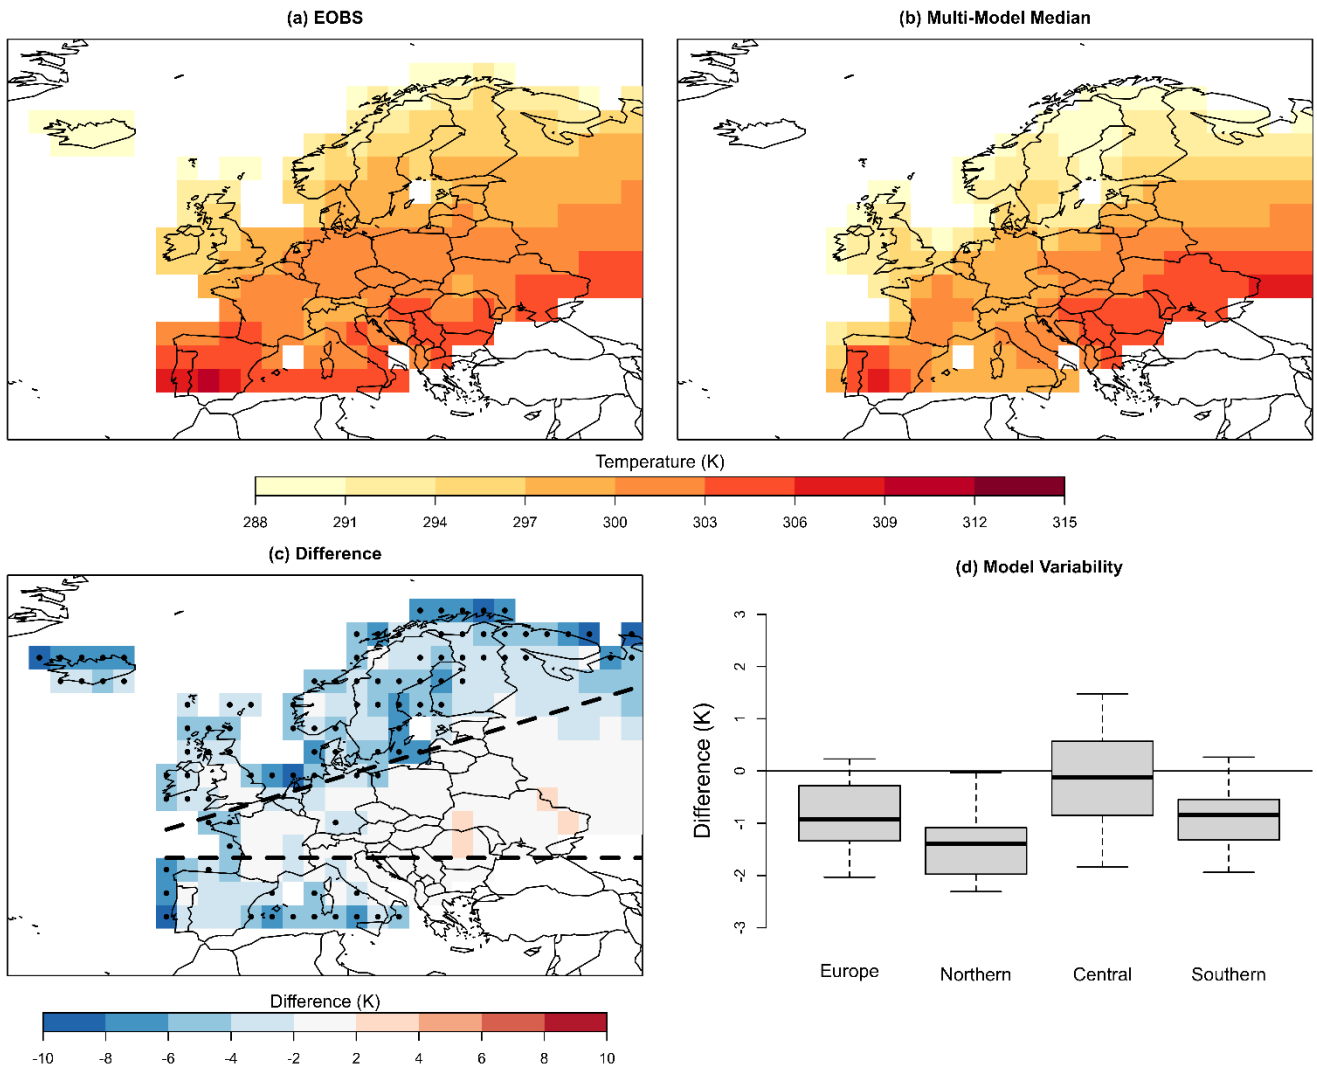 (a) EOBS
(b) Multi-Model Median
Temperature (K)
288 291 294 297 300 303 306 309 312 315
(c) Difference
(d) Model Variability
Difference (K)
3
2
1
0
-1
-2
-3
Europe Northern Central Southern
Difference (K)
-10 -8 -6 -4 -2 2 4 6 8 10